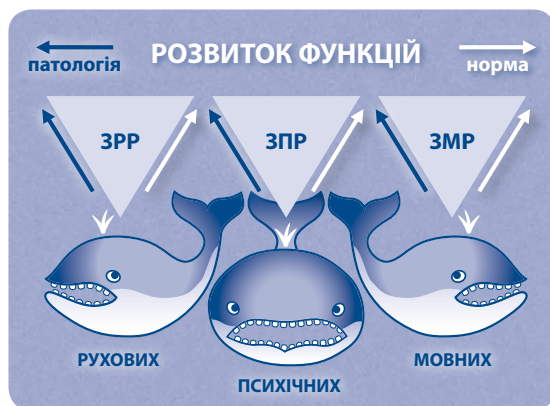 РОЗВИТОК ФУНКЦІЙ
патологія
норма
ЗРР
ЗПР
ЗМР
РУХОВИХ
ПСИХІЧНИХ
МОВНИХ